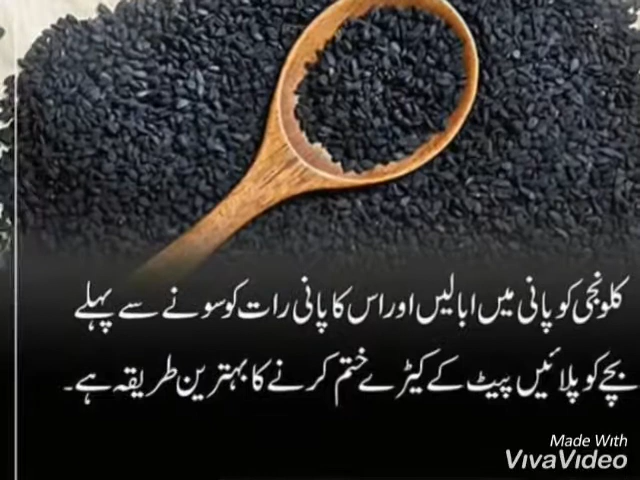 کلونجی کو پانی میں ابالیں اور اس کا پانی رات کو سونے سے پہلے
بچے کو پلائیں پیٹ کے کیڑے ختم کرنے کا بہترین طریقہ ہے۔
Made With
VivaVideo